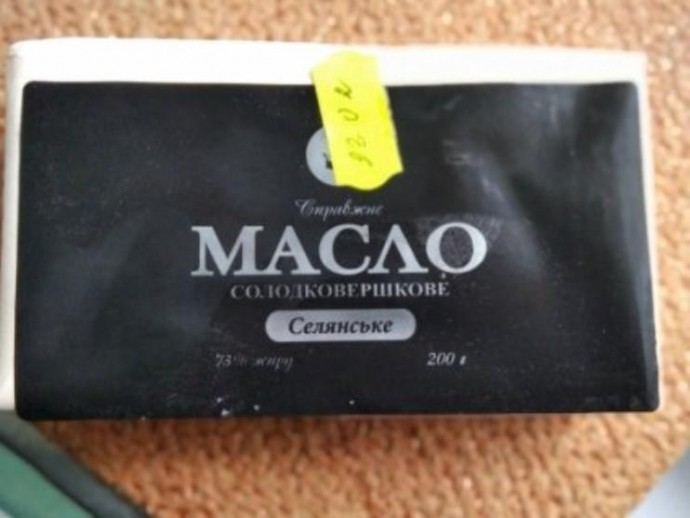 Справжнє
МАСЛО
СОЛОДКОВЕРШКОВЕ
Селянське
73% жиру
200 г